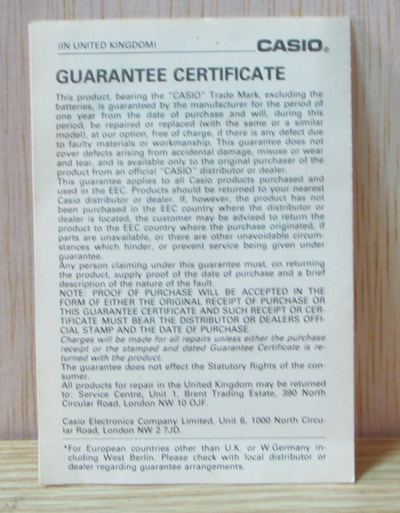 (IN UNITED KINGDOM) CASIO®
GUARANTEE CERTIFICATE
This product, bearing the "CASIO" Trade Mark, excluding the
batteries, is guaranteed by the manufacturer for the period of
one year from the date of purchase and will, during this
period, be repaired or replaced (with the same or a similar
model), at our option, free of charge, if there is any defect due
to faulty materials or workmanship. This guarantee does not
cover defects arising from accidental damage, misuse or wear
and tear, and is available only to the original purchaser of the
product from an official "CASIO" distributor or dealer.
This guarantee applies to all Casio products purchased and
used in the EEC. Products should be returned to your nearest
Casio distributor or dealer. If, however, the product has not
been purchased in the EEC country where the distributor or
dealer is located, the customer may be advised to return the
product to the EEC country where the purchase originated, if
parts are unavailable, or there are other unavoidable circum-
stances which hinder, or prevent service being given under
guarantee.
Any person claiming under this guarantee must, on returning
the product, supply proof of the date of purchase and a brief
description of the nature of the fault.
NOTE: PROOF OF PURCHASE WILL BE ACCEPTED IN THE
FORM OF EITHER THE ORIGINAL RECEIPT OF PURCHASE OR
THIS GUARANTEE CERTIFICATE AND SUCH RECEIPT OR CER-
TIFICATE MUST BEAR THE DISTRIBUTOR OR DEALERS OFFI-
CIAL STAMP AND THE DATE OF PURCHASE.
Charges will be made for all repairs unless either the purchase
receipt or the stamped and dated Guarantee Certificate is re-
turned with the product.
The guarantee does not effect the Statutory Rights of the con-
sumer.
All products for repair in the United Kingdom may be returned
to: Service Centre, Unit 1, Brent Trading Estate, 390 North
Circular Road, London NW 10 OJF.
Casio Electronics Company Limited, Unit 6, 1000 North Circu-
lar Road, London NW 2 7JD.
*For European countries other than U.K. or W.Germany in-
cluding West Berlin. Please check with local distributor or
dealer regarding guarantee arrangements.